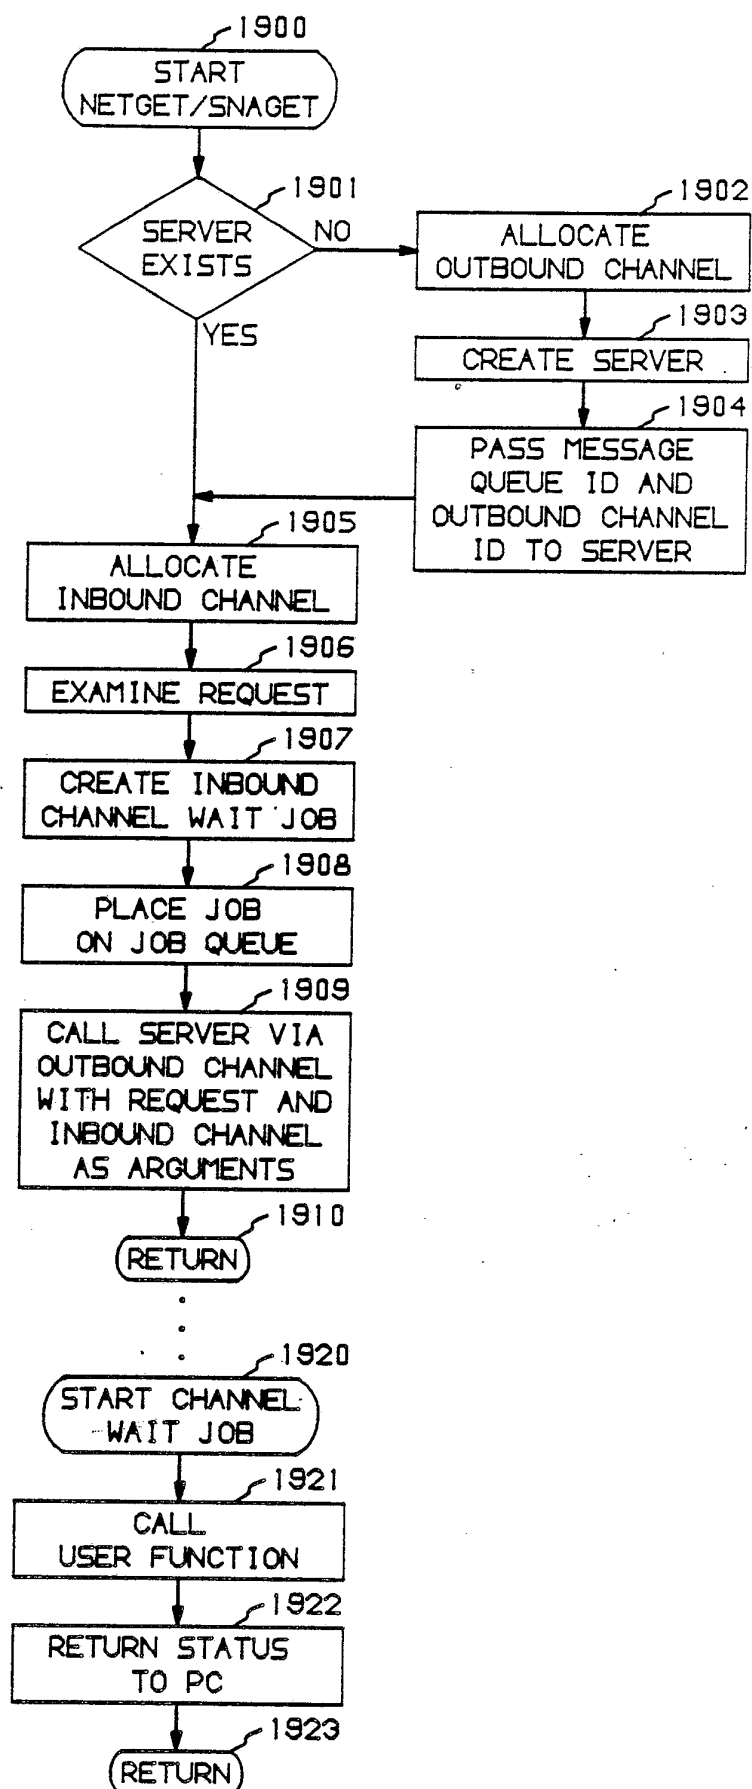 1900
START
NETGET/SNAGET
1901
SERVER
EXISTS
NO
YES
1902
ALLOCATE
OUTBOUND CHANNEL
1903
CREATE SERVER
1904
PASS MESSAGE
QUEUE ID AND
OUTBOUND CHANNEL
ID TO SERVER
1905
ALLOCATE
INBOUND CHANNEL
1906
EXAMINE REQUEST
1907
CREATE INBOUND
CHANNEL WAIT JOB
1908
PLACE JOB
ON JOB QUEUE
1909
CALL SERVER VIA
OUTBOUND CHANNEL
WITH REQUEST AND
INBOUND CHANNEL
AS ARGUMENTS
1910
RETURN
1920
START CHANNEL
WAIT JOB
1921
CALL
USER FUNCTION
1922
RETURN STATUS
TO PC
1923
RETURN